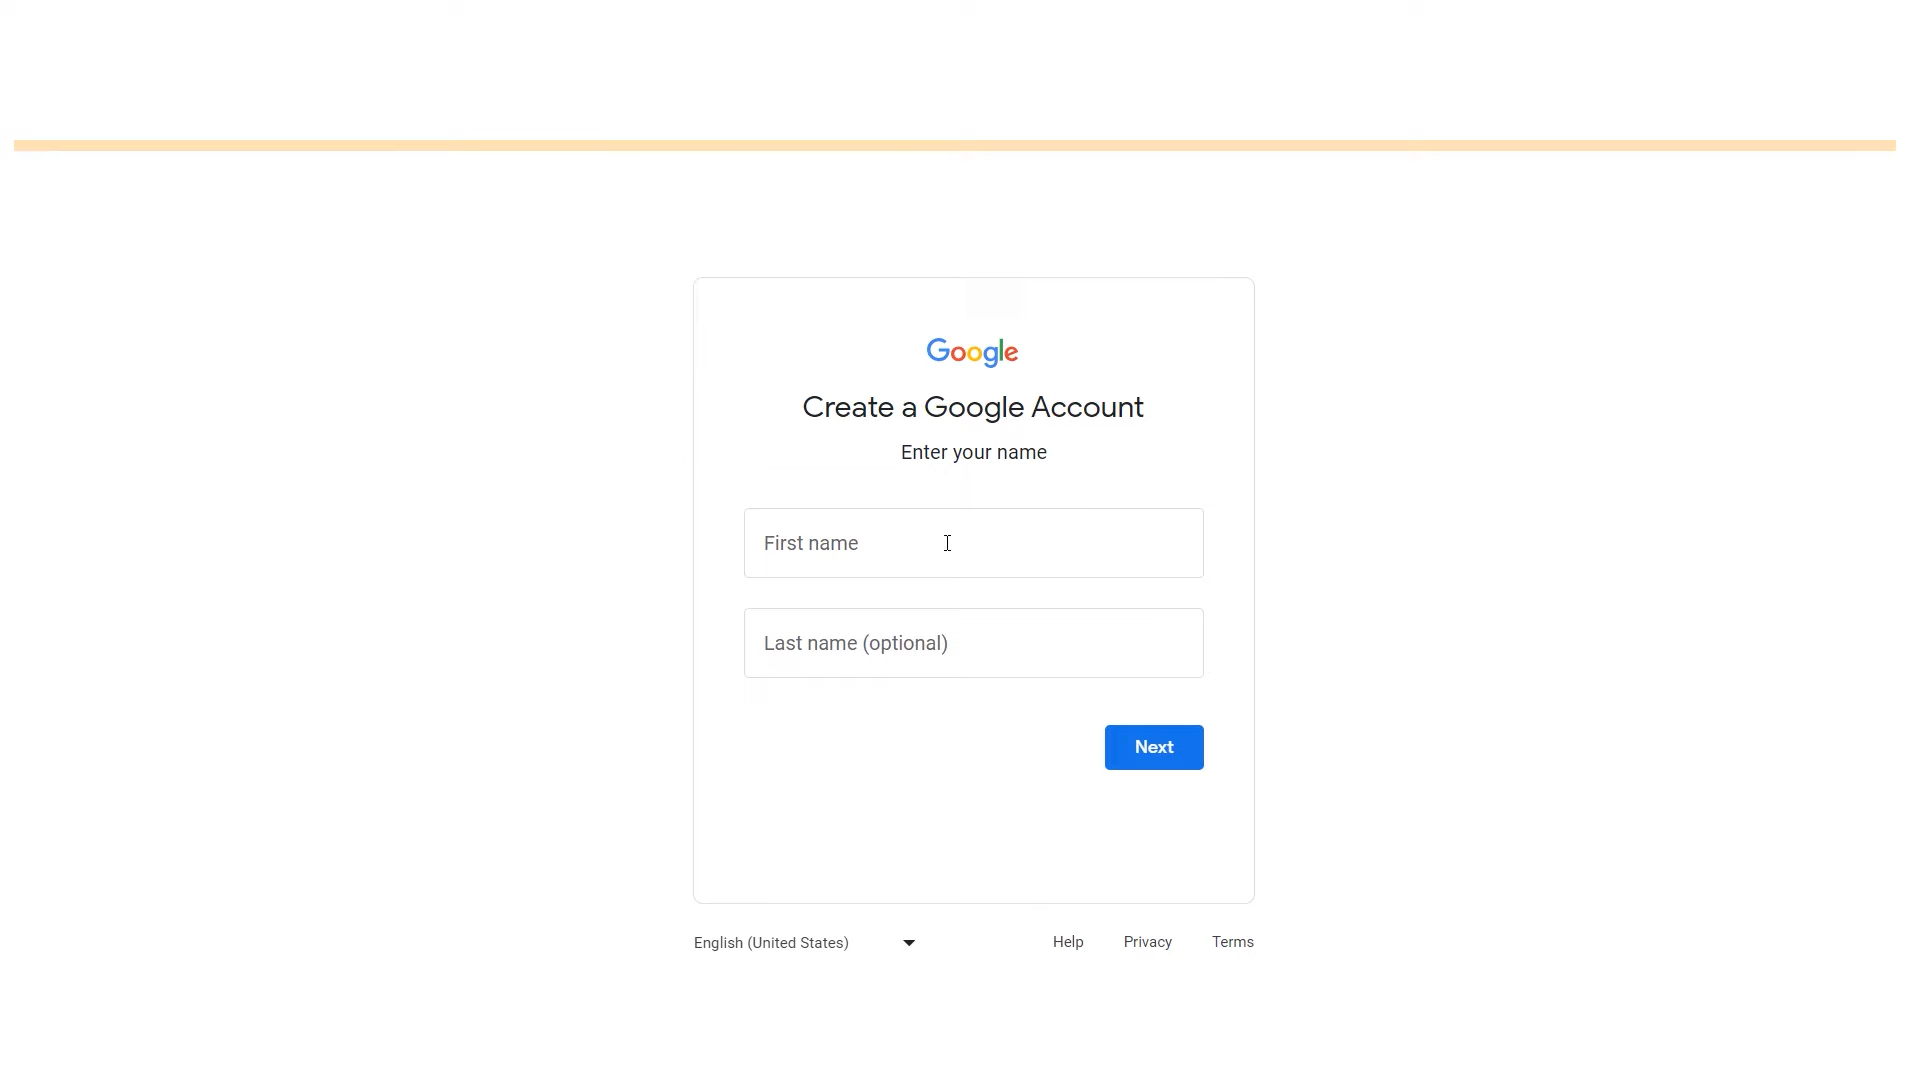 Google
Create a Google Account
Enter your name
First name
Last name (optional)
Next
English (United States) Help Privacy Terms